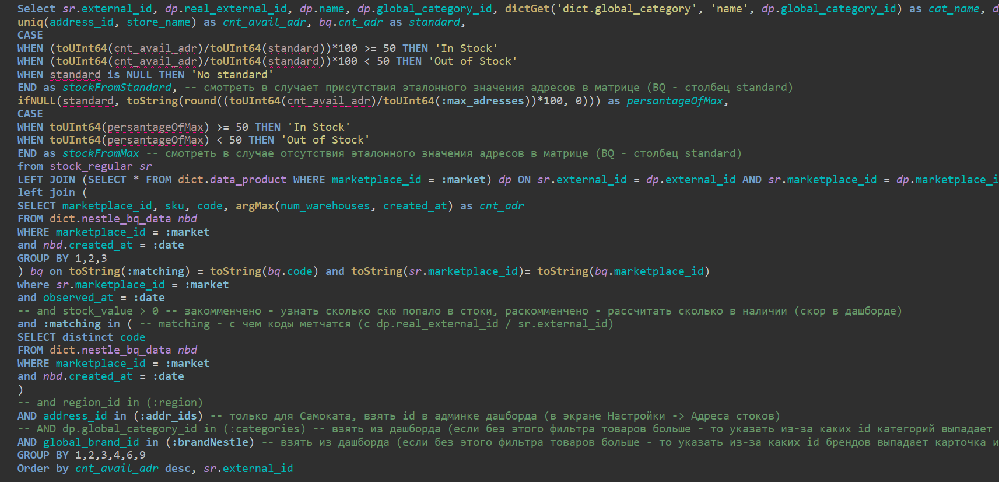 Select sr.external_id, dp.real_external_id, dp.name, dp.global_category_id, dictGet('dict.global_category', 'name', dp.global_category_id) as cat_name, d
uniq(address_id, store_name) as cnt_avail_adr, bq.cnt_adr as standard,
CASE
WHEN (toUInt64(cnt_avail_adr)/toUInt64(standard))*100 >= 50 THEN 'In Stock'
WHEN (toUInt64(cnt_avail_adr)/toUInt64(standard))*100 < 50 THEN 'Out of Stock'
WHEN standard is NULL THEN 'No standard'
END as stockFromStandard, -- смотреть в случает присутствия эталонного значения адресов в матрице (BQ - столбец standard)
ifNULL(standard, toString(round((toUInt64(cnt_avail_adr)/toUInt64(:max_adresses))*100, 0))) as persantageOfMax,
CASE
WHEN toUInt64(persantageOfMax) >= 50 THEN 'In Stock'
WHEN toUInt64(persantageOfMax) < 50 THEN 'Out of Stock'
END as stockFromMax -- смотреть в случае отсутствия эталонного значения адресов в матрице (BQ - столбец standard)
from stock_regular sr
LEFT JOIN (SELECT * FROM dict.data_product WHERE marketplace_id = :market) dp ON sr.external_id = dp.external_id AND sr.marketplace_id = dp.marketplace_i
left join (
SELECT marketplace_id, sku, code, argMax(num_warehouses, created_at) as cnt_adr
FROM dict.nestle_bq_data nbd
WHERE marketplace_id = :market
and nbd.created_at = :date
GROUP BY 1,2,3
) bq on toString(:matching) = toString(bq.code) and toString(sr.marketplace_id)= toString(bq.marketplace_id)
where sr.marketplace_id = :market
and observed_at = :date
-- and stock_value > 0 -- закомменчено - узнать сколько скю попало в стоки, раскомменчено - рассчитать сколько в наличии (скор в дашборде)
and :matching in ( -- matching - с чем коды метчатся (с dp.real_external_id / sr.external_id)
SELECT distinct code
FROM dict.nestle_bq_data nbd
WHERE marketplace_id = :market
and nbd.created_at = :date
)
-- and region_id in (:region)
AND address_id in (:addr_ids) -- только для Самоката, взять id в админке дашборда (в экране Настройки -> Адреса стоков)
-- AND dp.global_category_id in (:categories) -- взять из дашборда (если без этого фильтра товаров больше - то указать из-за каких id категорий выпадает
AND global_brand_id in (:brandNestle) -- взять из дашборда (если без этого фильтра товаров больше - то указать из-за каких id брендов выпадает карточка и
GROUP BY 1,2,3,4,6,9
Order by cnt_avail_adr desc, sr.external_id